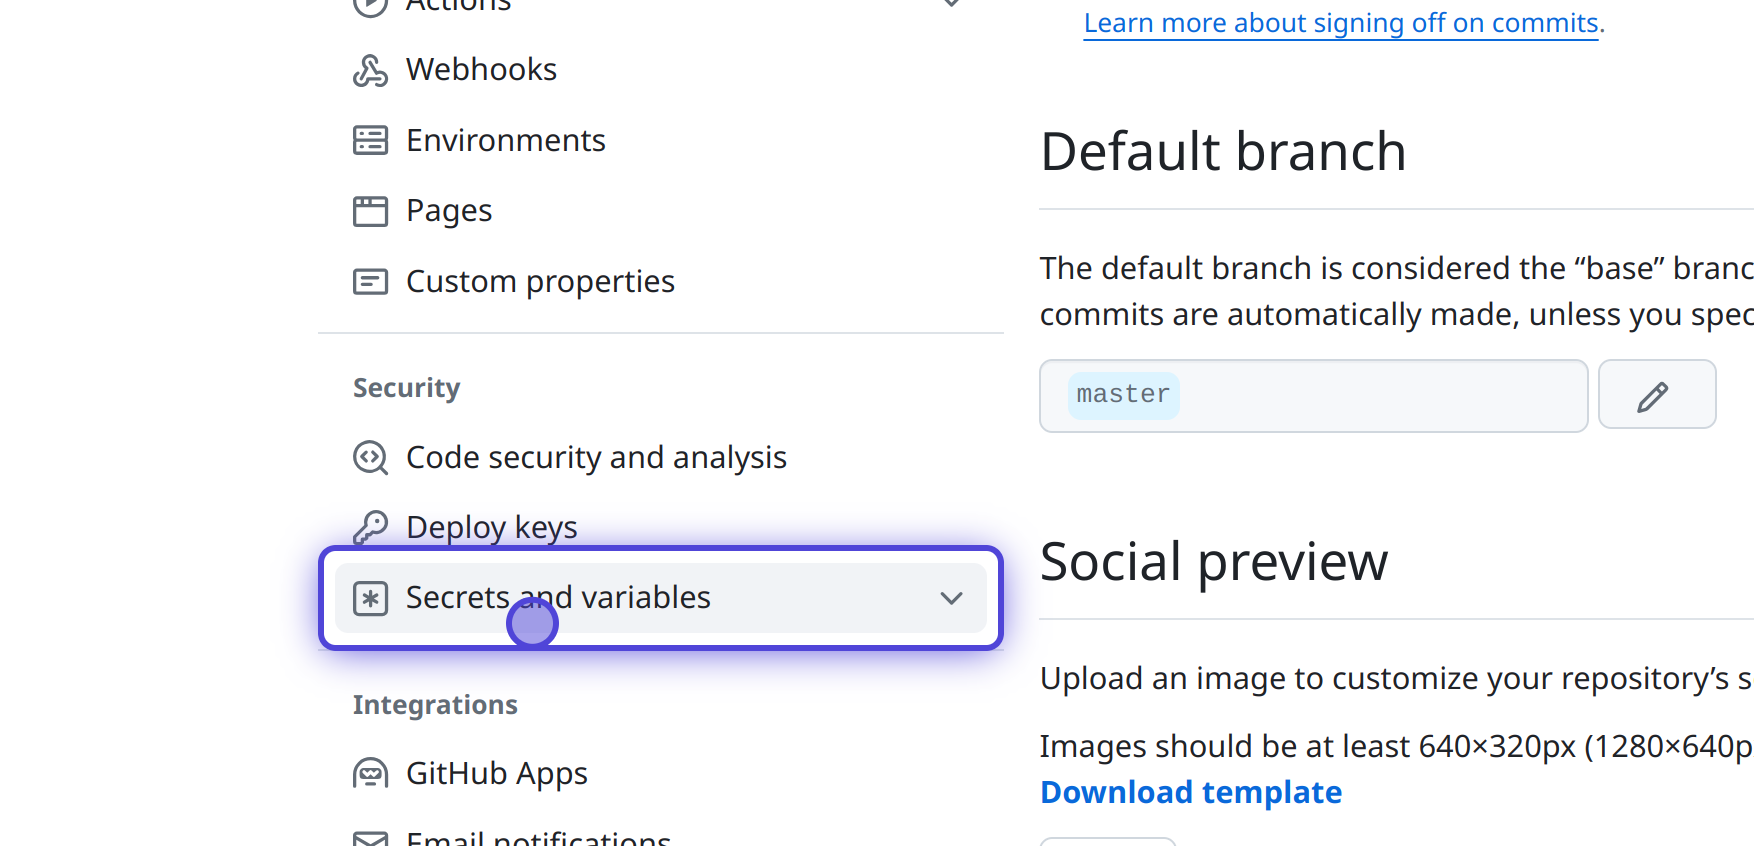 Actions
Webhooks
Environments
Pages
Custom properties
Security
Code security and analysis
Deploy keys
Secrets and variables
Integrations
GitHub Apps
Email notifications
Learn more about signing off on commits.
Default branch
The default branch is considered the “base” branc
commits are automatically made, unless you spec
master
Social preview
Upload an image to customize your repository’s s
Images should be at least 640×320px (1280×640p
Download template